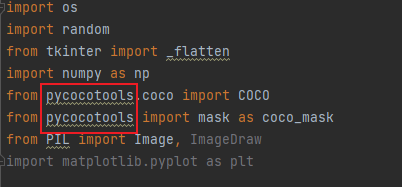 import os
import random
from tkinter import _flatten
import numpy as np
from pycocotools.coco import COCO
from pycocotools import mask as coco_mask
from PIL import Image, ImageDraw
import matplotlib.pyplot as plt